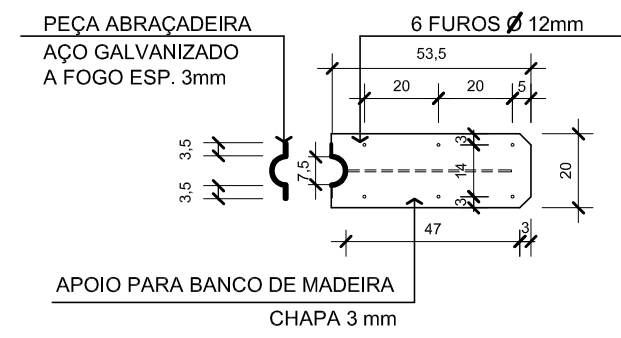 PEÇA ABRAÇADEIRA
AÇO GALVANIZADO
A FOGO ESP. 3mm
6 FUROS Ø 12mm
53,5
20
20
5
3,5
3,5
7,5
3
14
3
20
47
3
APOIO PARA BANCO DE MADEIRA
CHAPA 3 mm